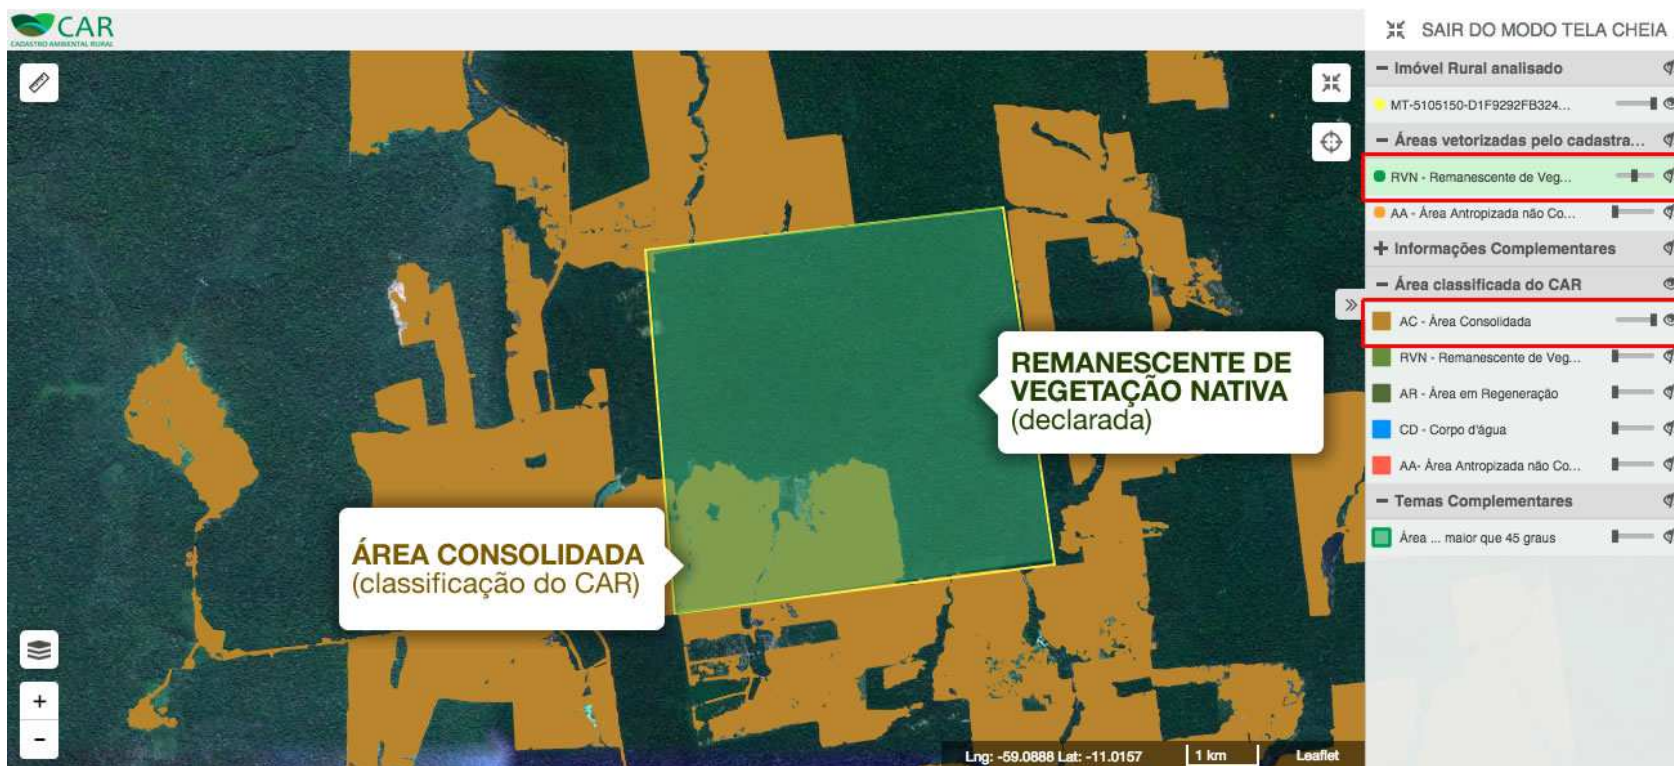 CAR
CADASTRO AMBIENTAL RURAL
SAIR DO MODO TELA CHEIA
Imóvel Rural analisado
MT-5105150-D1F9292FB324...
Áreas vetorizadas pelo cadastra...
RVN - Remanescente de Veg...
AA - Área Antropizada não Co...
+ Informações Complementares
Área classificada do CAR
AC - Área Consolidada
RVN - Remanescente de Veg...
AR - Área em Regeneração
CD - Corpo d'água
AA- Área Antropizada não Co...
Temas Complementares
Área ... maior que 45 graus
REMANESCENTE DE
VEGETAÇÃO NATIVA
(declarada)
ÁREA CONSOLIDADA
(classificação do CAR)
+
-
Lng: -59.0888 Lat: -11.0157
1 km
Leaflet